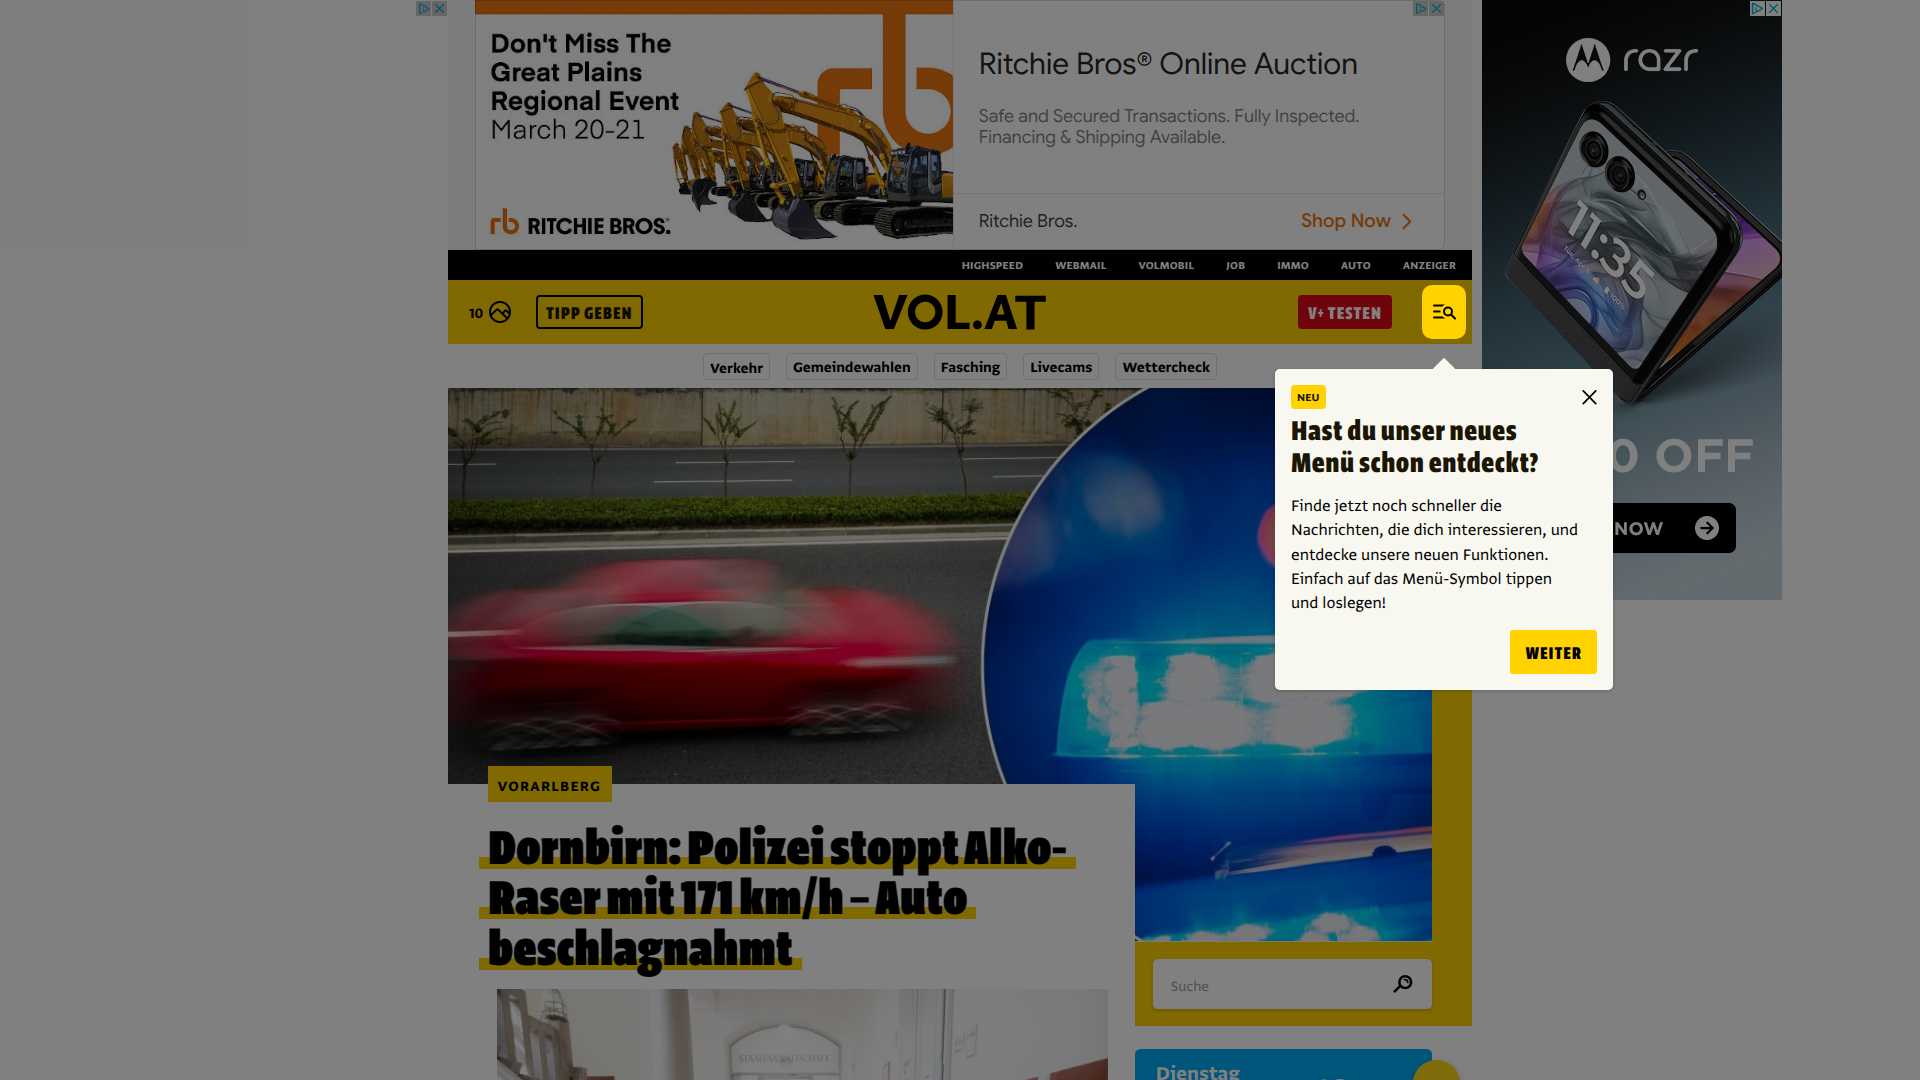 Don't Miss The
Great Plains
Regional Event
March 20-21
rb RITCHIE BROS.
Ritchie Bros® Online Auction
Safe and Secured Transactions. Fully Inspected.
Financing & Shipping Available.
Ritchie Bros.
Shop Now
razr
11:35
0 OFF
NOW
HIGHSPEED
WEBMAIL
VOLMOBIL
JOB
IMMO
AUTO
ANZEIGER
10
TIPP GEBEN
VOL.AT
V+ TESTEN
Verkehr
Gemeindewahlen
Fasching
Livecams
Wettercheck
NEU
Hast du unser neues
Menü schon entdeckt?
Finde jetzt noch schneller die
Nachrichten, die dich interessieren, und
entdecke unsere neuen Funktionen.
Einfach auf das Menü-Symbol tippen
und loslegen!
WEITER
VORARLBERG
Dornbirn: Polizei stoppt Alko-
Raser mit 171 km/h – Auto
beschlagnahmt
Suche
STAATSANWALTSCHAFT
Dienstag